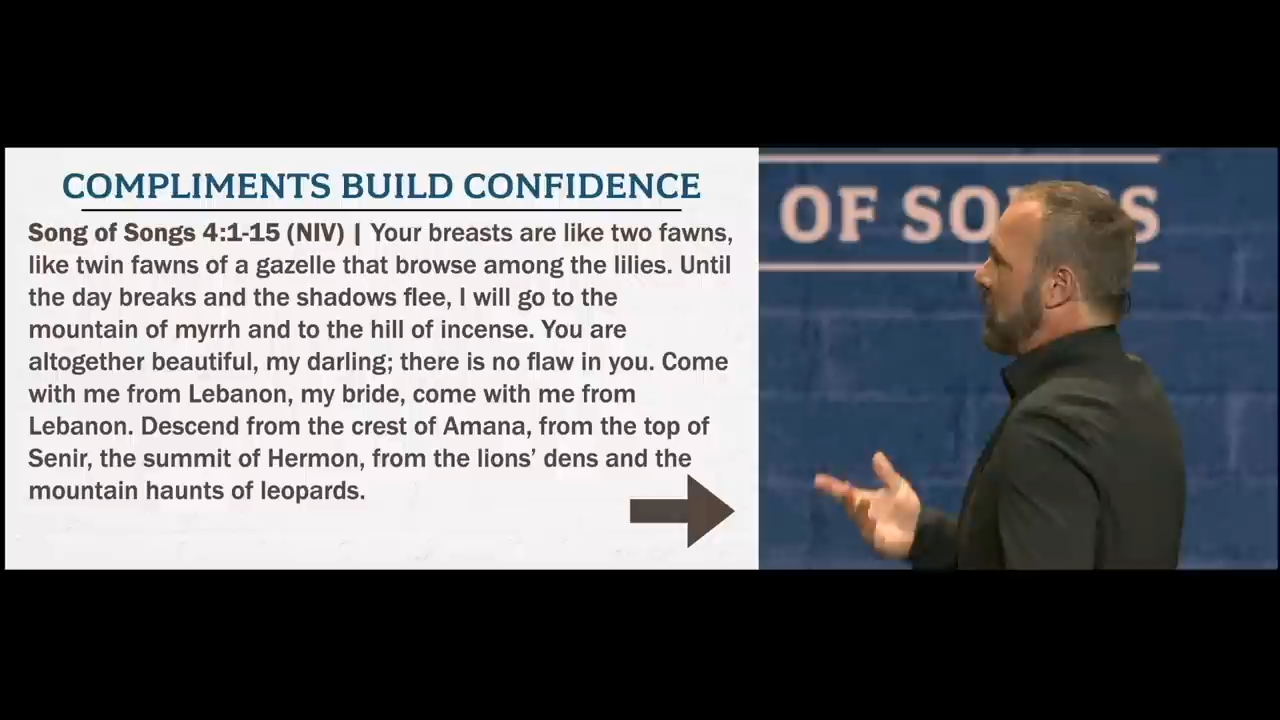 COMPLIMENTS BUILD CONFIDENCE
Song of Songs 4:1-15 (NIV) | Your breasts are like two fawns,
like twin fawns of a gazelle that browse among the lilies. Until
the day breaks and the shadows flee, I will go to the
mountain of myrrh and to the hill of incense. You are
altogether beautiful, my darling; there is no flaw in you. Come
with me from Lebanon, my bride, come with me from
Lebanon. Descend from the crest of Amana, from the top of
Senir, the summit of Hermon, from the lions’ dens and the
mountain haunts of leopards.
OF SO S